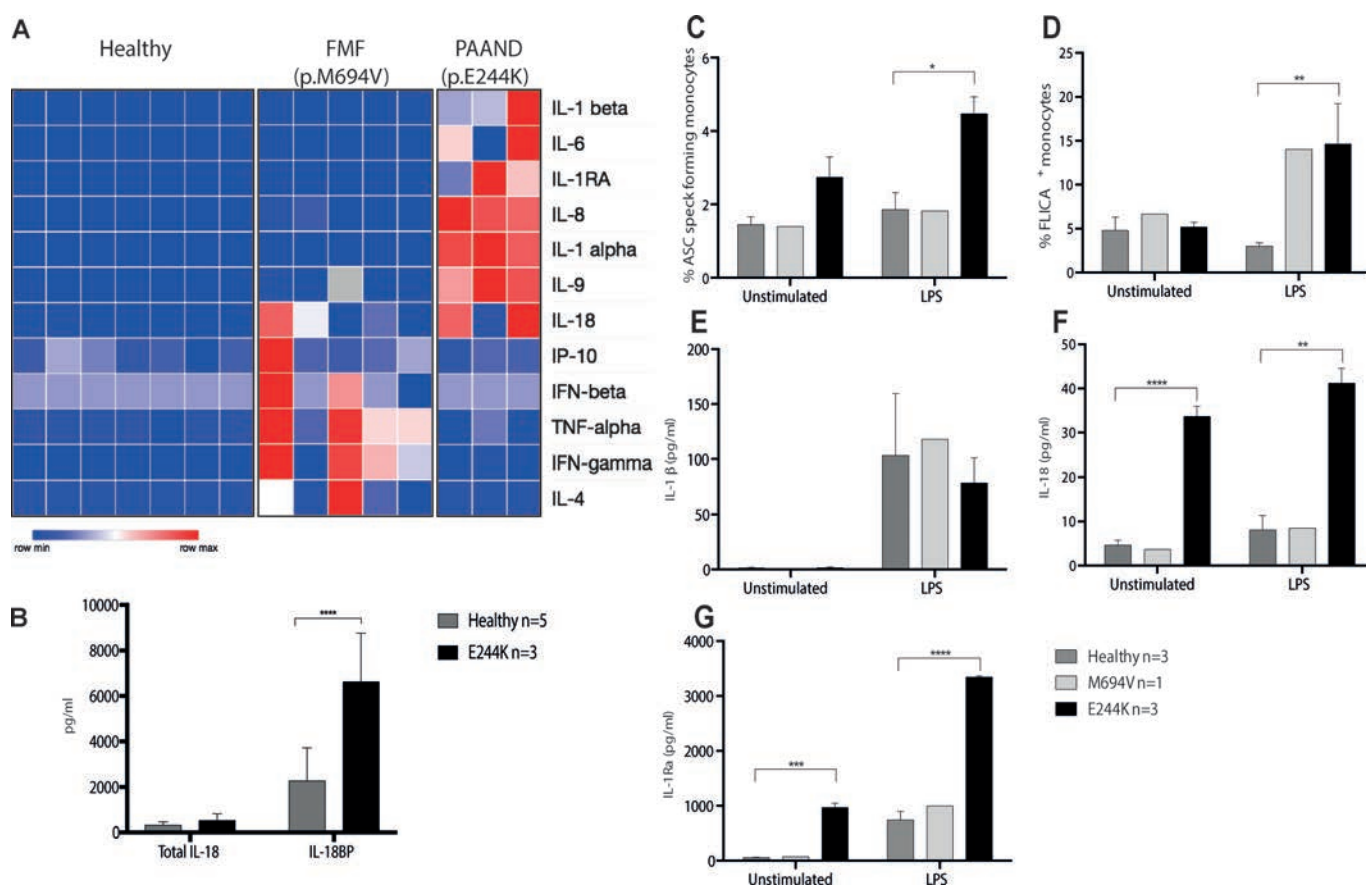 A
Healthy
FMF
(p.M694V)
PAAND
(p.E244K)
IL-1 beta
IL-6
IL-1RA
IL-8
IL-1 alpha
IL-9
IL-18
IP-10
IFN-beta
TNF-alpha
IFN-gamma
IL-4
row min
row max
B
10000
8000
6000
4000
2000
0
pg/ml
****
Total IL-18
IL-18BP
Healthy n=5
E244K n=3
C
6
4
2
0
% ASC speck forming monocytes
*
Unstimulated
LPS
D
25
20
15
10
5
0
% FLICA + monocytes
**
Unstimulated
LPS
E
200
150
100
50
0
IL-1 β (pg/ml)
Unstimulated
LPS
F
50
40
30
20
10
0
IL-18 (pg/ml)
****
**
Unstimulated
LPS
G
4000
3000
2000
1000
0
IL-1Ra (pg/ml)
***
****
Unstimulated
LPS
Healthy n=3
M694V n=1
E244K n=3